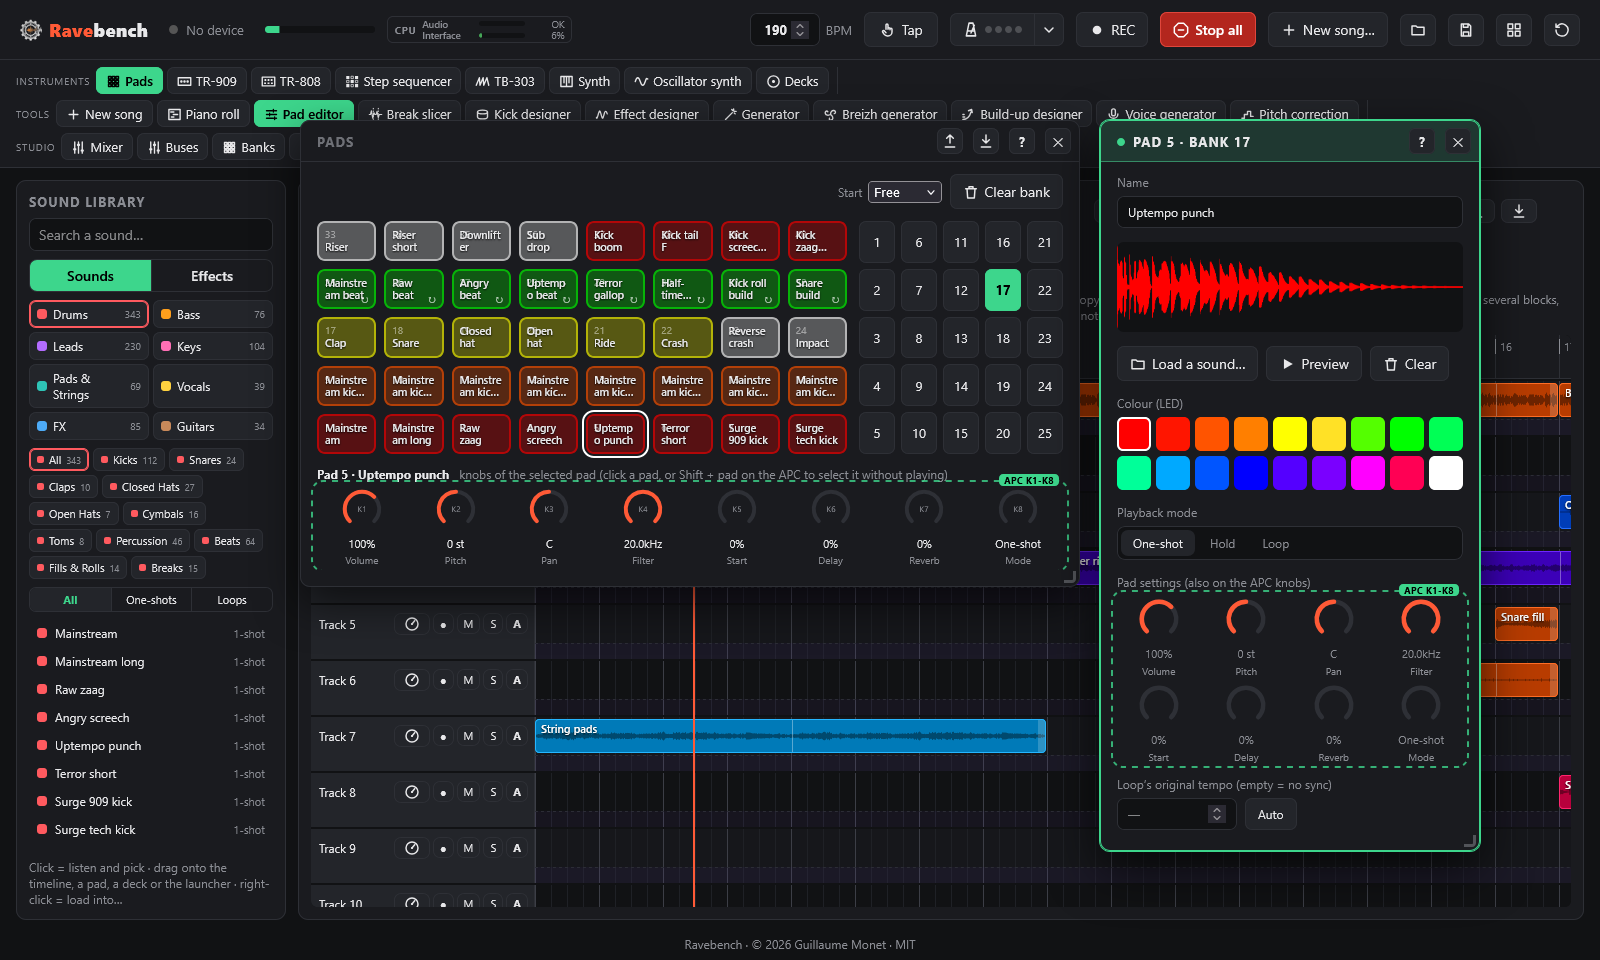 Ravebench
No device
CPU
Audio OK
Interface 6%
190 BPM
Tap
REC
Stop all
New song...
INSTRUMENTS Pads TR-909 TR-808 Step sequencer TB-303 Synth Oscillator synth Decks
TOOLS New song Piano roll Pad editor Break slicer Kick designer Effect designer Generator Breizh generator Build-up designer Voice generator Pitch correction
STUDIO Mixer Buses Banks
SOUND LIBRARY
Search a sound...
Sounds Effects
Drums 343 Bass 76
Leads 230 Keys 104
Pads & Strings 69 Vocals 39
FX 85 Guitars 34
All 343 Kicks 112 Snares 24
Claps 10 Closed Hats 27
Open Hats 7 Cymbals 16
Toms 8 Percussion 46 Beats 64
Fills & Rolls 14 Breaks 15
All One-shots Loops
Mainstream 1-shot
Mainstream long 1-shot
Raw zaag 1-shot
Angry screech 1-shot
Uptempo punch 1-shot
Terror short 1-shot
Surge 909 kick 1-shot
Surge tech kick 1-shot
Click = listen and pick · drag onto the
timeline, a pad, a deck or the launcher · right-
click = load into...
PADS ?
Start Free Clear bank
33 Riser Riser short Downlifter Sub drop Kick boom Kick tail F Kick screec... Kick zaag... 1 6 11 16 21
Mainstream beat Raw beat Angry beat Uptempo beat Terror gallop Half-time... Kick roll build Snare build 2 7 12 17 22
17 Clap 18 Snare Closed hat Open hat 21 Ride 22 Crash Reverse crash 24 Impact 3 8 13 18 23
Mainstream kic... Mainstream kic... Mainstream kic... Mainstream kic... Mainstream kic... Mainstream kic... Mainstream kic... Mainstream kic... 4 9 14 19 24
Mainstream Mainstream long Raw zaag Angry screech Uptempo punch Terror short Surge 909 kick Surge tech kick 5 10 15 20 25
Pad 5 · Uptempo punch knobs of the selected pad (click a pad, or Shift + pad on the APC to select it without playing)
APC K1-K8
K1 K2 K3 K4 K5 K6 K7 K8
100% 0 st C 20.0kHz 0% 0% 0% One-shot
Volume Pitch Pan Filter Start Delay Reverb Mode
PAD 5 · BANK 17 ?
Name
Uptempo punch
Load a sound... Preview Clear
Colour (LED)
Playback mode
One-shot Hold Loop
Pad settings (also on the APC knobs)
APC K1-K8
100% 0 st C 20.0kHz
Volume Pitch Pan Filter
0% 0% 0% One-shot
Start Delay Reverb Mode
Loop's original tempo (empty = no sync)
— Auto
several blocks,
16
Snare fill
Track 5 M S A
Track 6 M S A
Track 7 M S A
String pads
Track 8 M S A
Track 9 M S A
Track 10 M S A
Ravebench · © 2026 Guillaume Monet · MIT